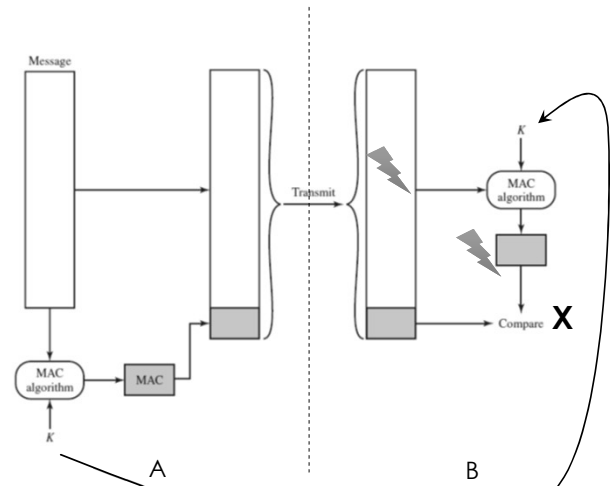 Message
K
Transmit
MAC
algorithm
Compare X
MAC
algorithm
MAC
K
A
B